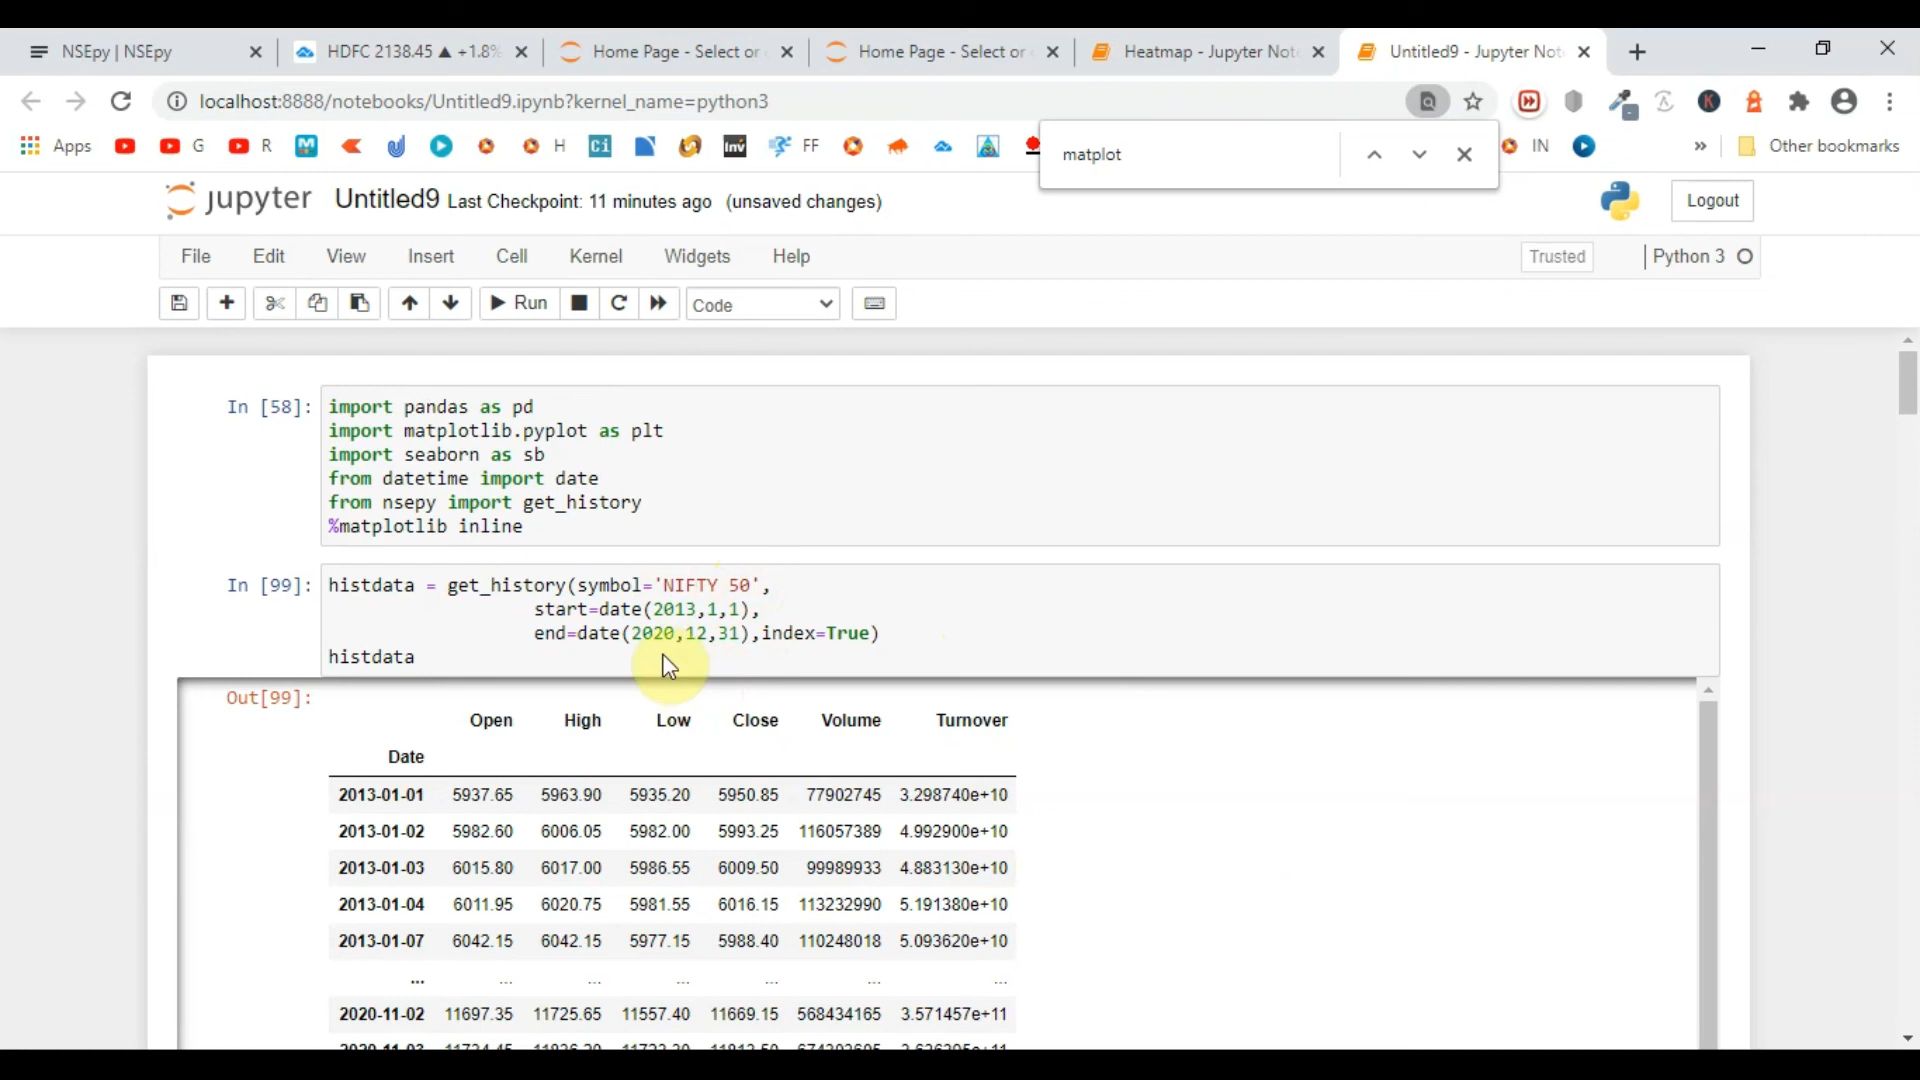 NSEpy | NSEpy
HDFC 2138.45 ▲ +1.8%
Home Page - Select or
Home Page - Select or
Heatmap - Jupyter Not
Untitled9 - Jupyter Not
localhost:8888/notebooks/Untitled9.ipynb?kernel_name=python3
Apps G R H Ci Inv FF IN » Other bookmarks
matplot
jupyter Untitled9 Last Checkpoint: 11 minutes ago (unsaved changes) Logout
File Edit View Insert Cell Kernel Widgets Help Trusted Python 3
Run Code
In [58]: import pandas as pd
import matplotlib.pyplot as plt
import seaborn as sb
from datetime import date
from nsepy import get_history
%matplotlib inline
In [99]: histdata = get_history(symbol='NIFTY 50',
start=date(2013,1,1),
end=date(2020,12,31),index=True)
histdata
Out[99]:
Open High Low Close Volume Turnover
Date
2013-01-01 5937.65 5963.90 5935.20 5950.85 77902745 3.298740e+10
2013-01-02 5982.60 6006.05 5982.00 5993.25 116057389 4.992900e+10
2013-01-03 6015.80 6017.00 5986.55 6009.50 99989933 4.883130e+10
2013-01-04 6011.95 6020.75 5981.55 6016.15 113232990 5.191380e+10
2013-01-07 6042.15 6042.15 5977.15 5988.40 110248018 5.093620e+10
... ... ... ... ... ... ...
2020-11-02 11697.35 11725.65 11557.40 11669.15 568434165 3.571457e+11